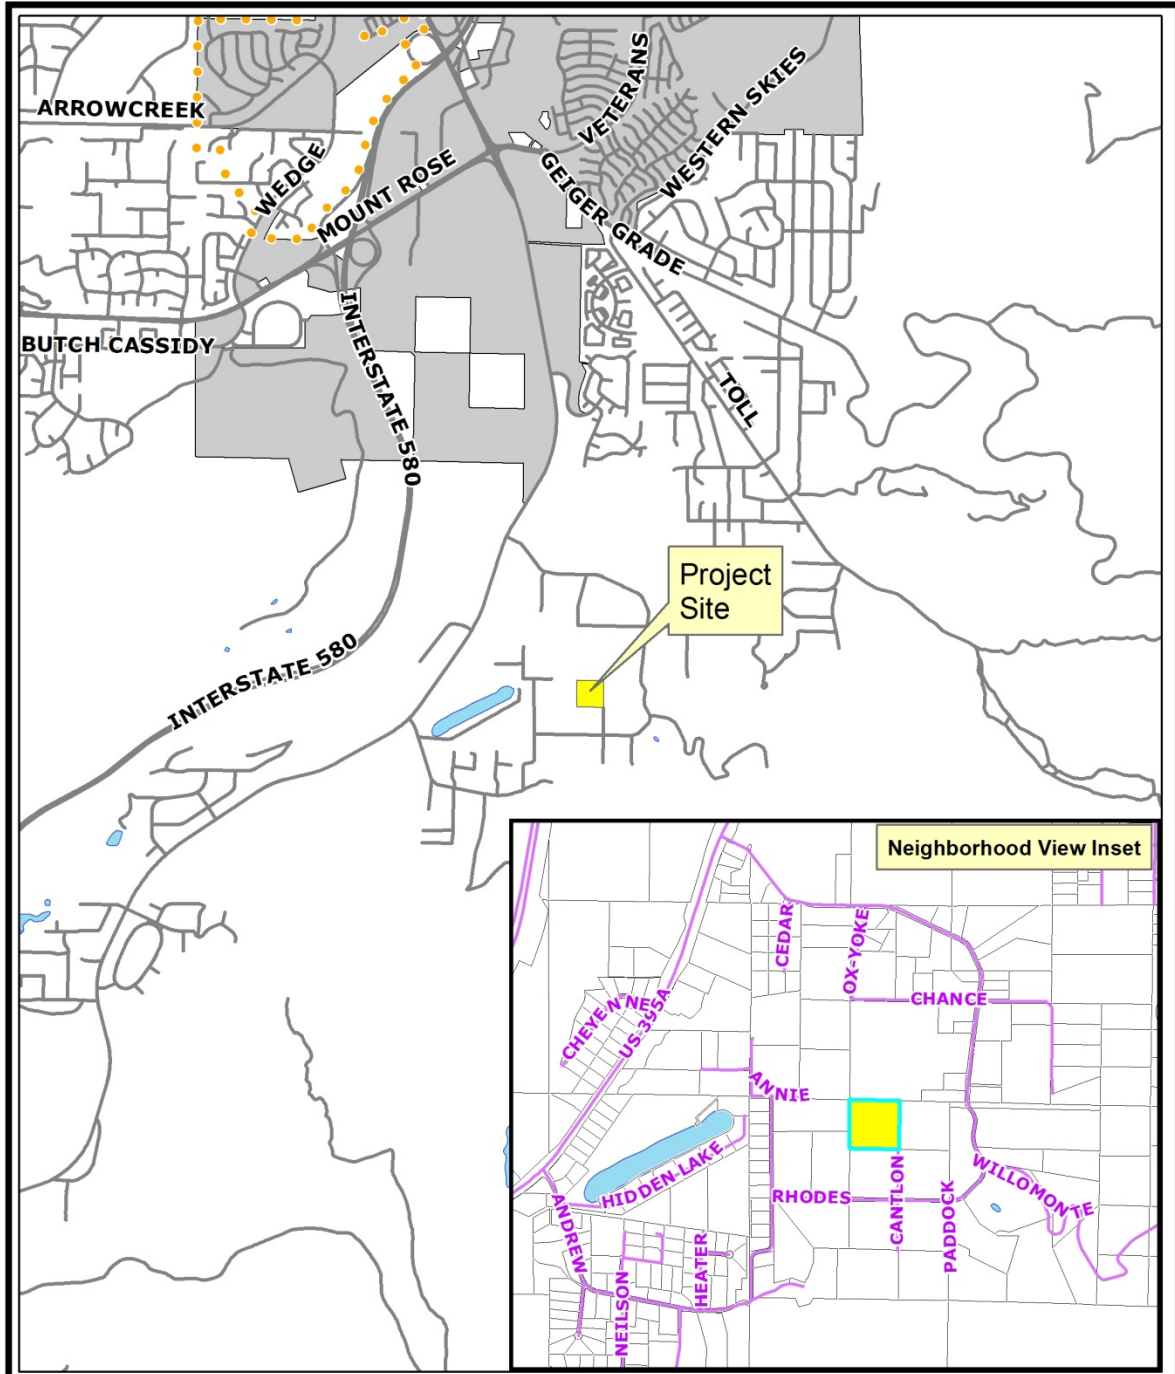 VETERANS
WESTERN SKIES
ARROWCREEK
WEDGE
MOUNT ROSE
GEIGER GRADE
INTERSTATE 580
BUTCH CASSIDY
TOLL
Project
Site
INTERSTATE 580
Neighborhood View Inset
CEDAR
OX-YOKE
CHANCE
CHEYENNE
US 395A
ANNIE
HIDDEN LAKE
RHODES
CANTLON
PADDOCK
WILLOMONTE
ANDREW
NEILSON
HEATER